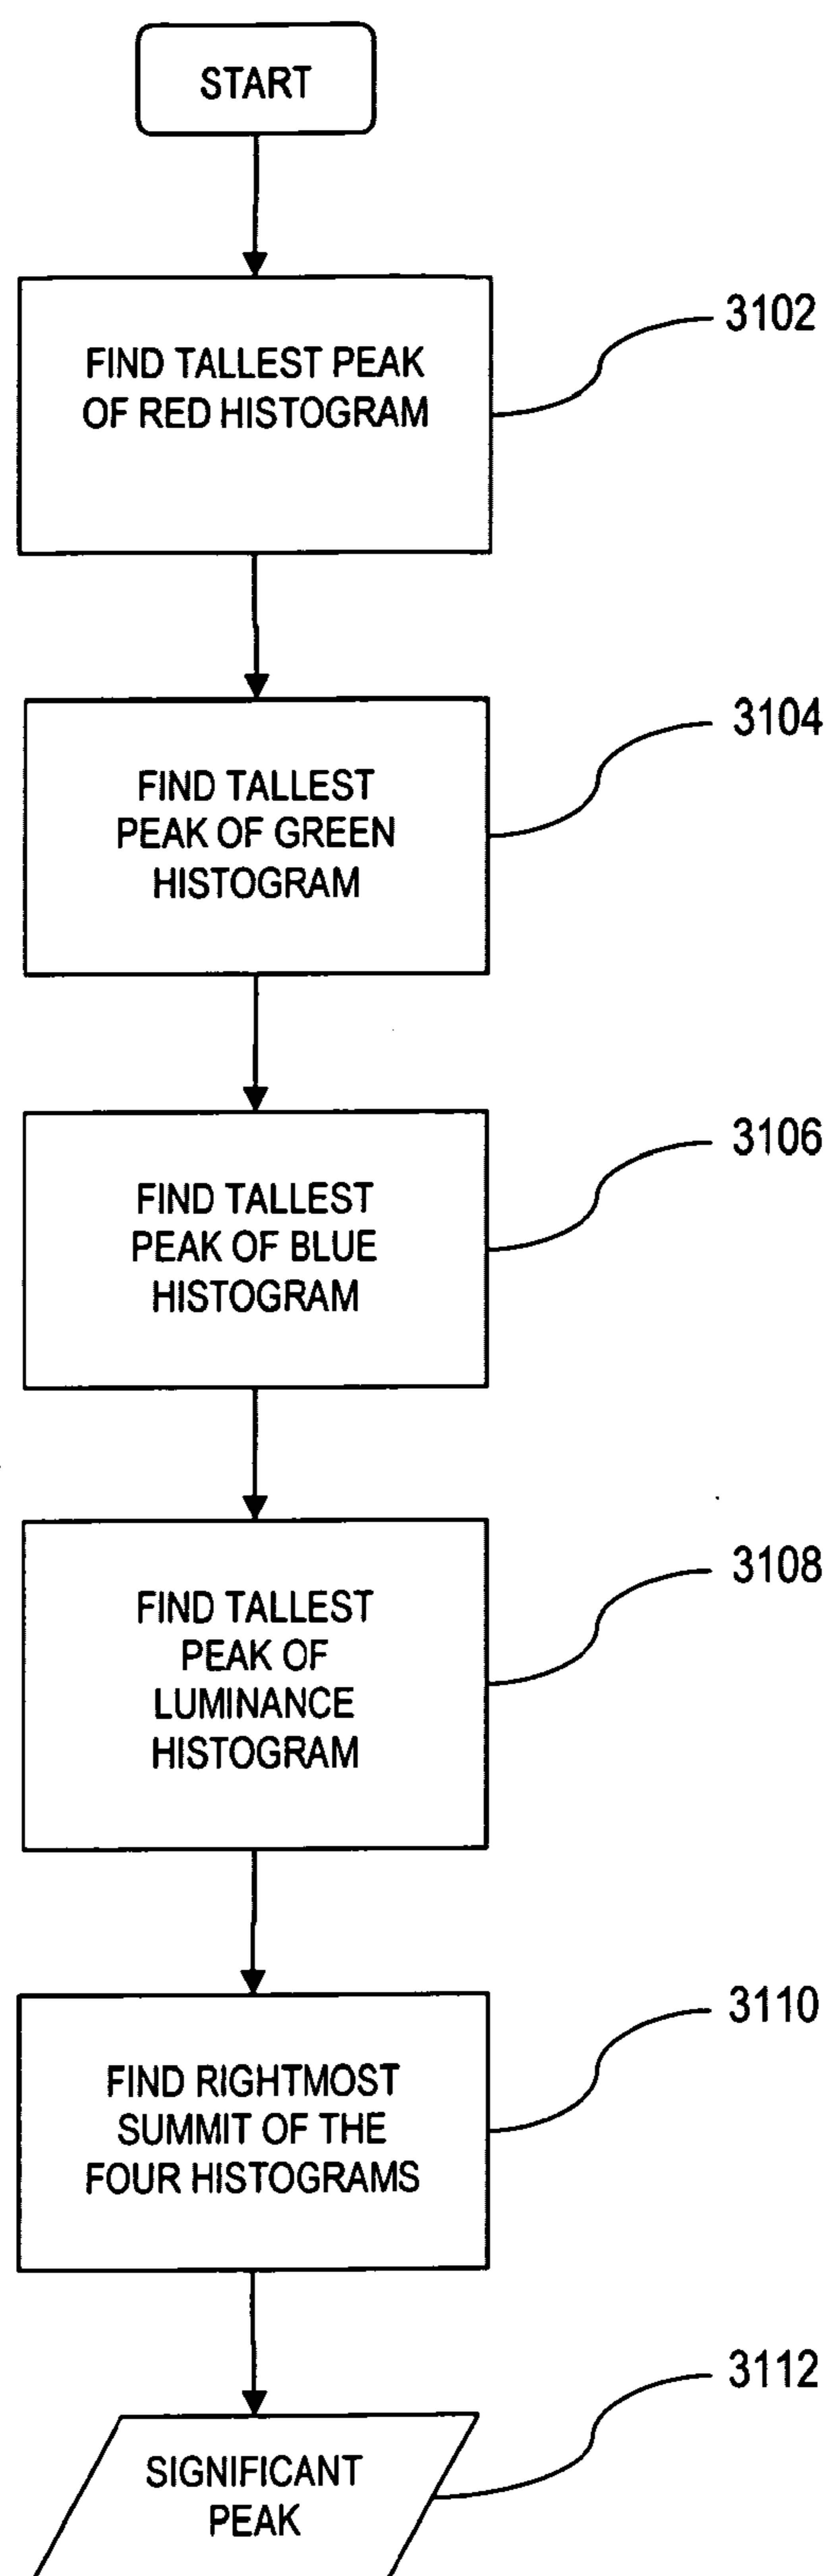 START
3102
FIND TALLEST PEAK
OF RED HISTOGRAM
3104
FIND TALLEST
PEAK OF GREEN
HISTOGRAM
3106
FIND TALLEST
PEAK OF BLUE
HISTOGRAM
3108
FIND TALLEST
PEAK OF
LUMINANCE
HISTOGRAM
3110
FIND RIGHTMOST
SUMMIT OF THE
FOUR HISTOGRAMS
3112
SIGNIFICANT
PEAK